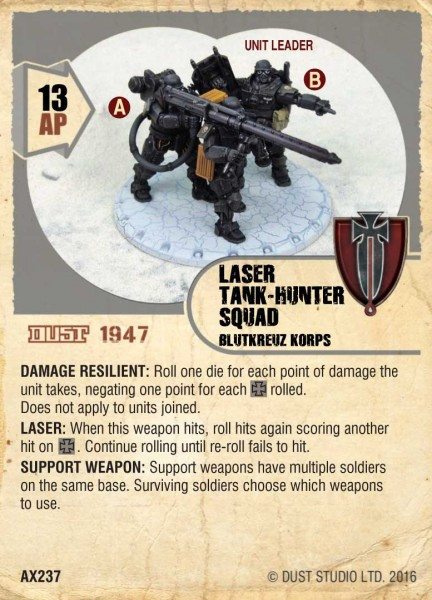 UNIT LEADER
13
AP
A
B
LASER
TANK-HUNTER
SQUAD
BLUTKREUZ KORPS
DUST 1947
DAMAGE RESILIENT: Roll one die for each point of damage the
unit takes, negating one point for each rolled.
Does not apply to units joined.
LASER: When this weapon hits, roll hits again scoring another
hit on . Continue rolling until re-roll fails to hit.
SUPPORT WEAPON: Support weapons have multiple soldiers
on the same base. Surviving soldiers choose which weapons
to use.
AX237
© DUST STUDIO LTD. 2016